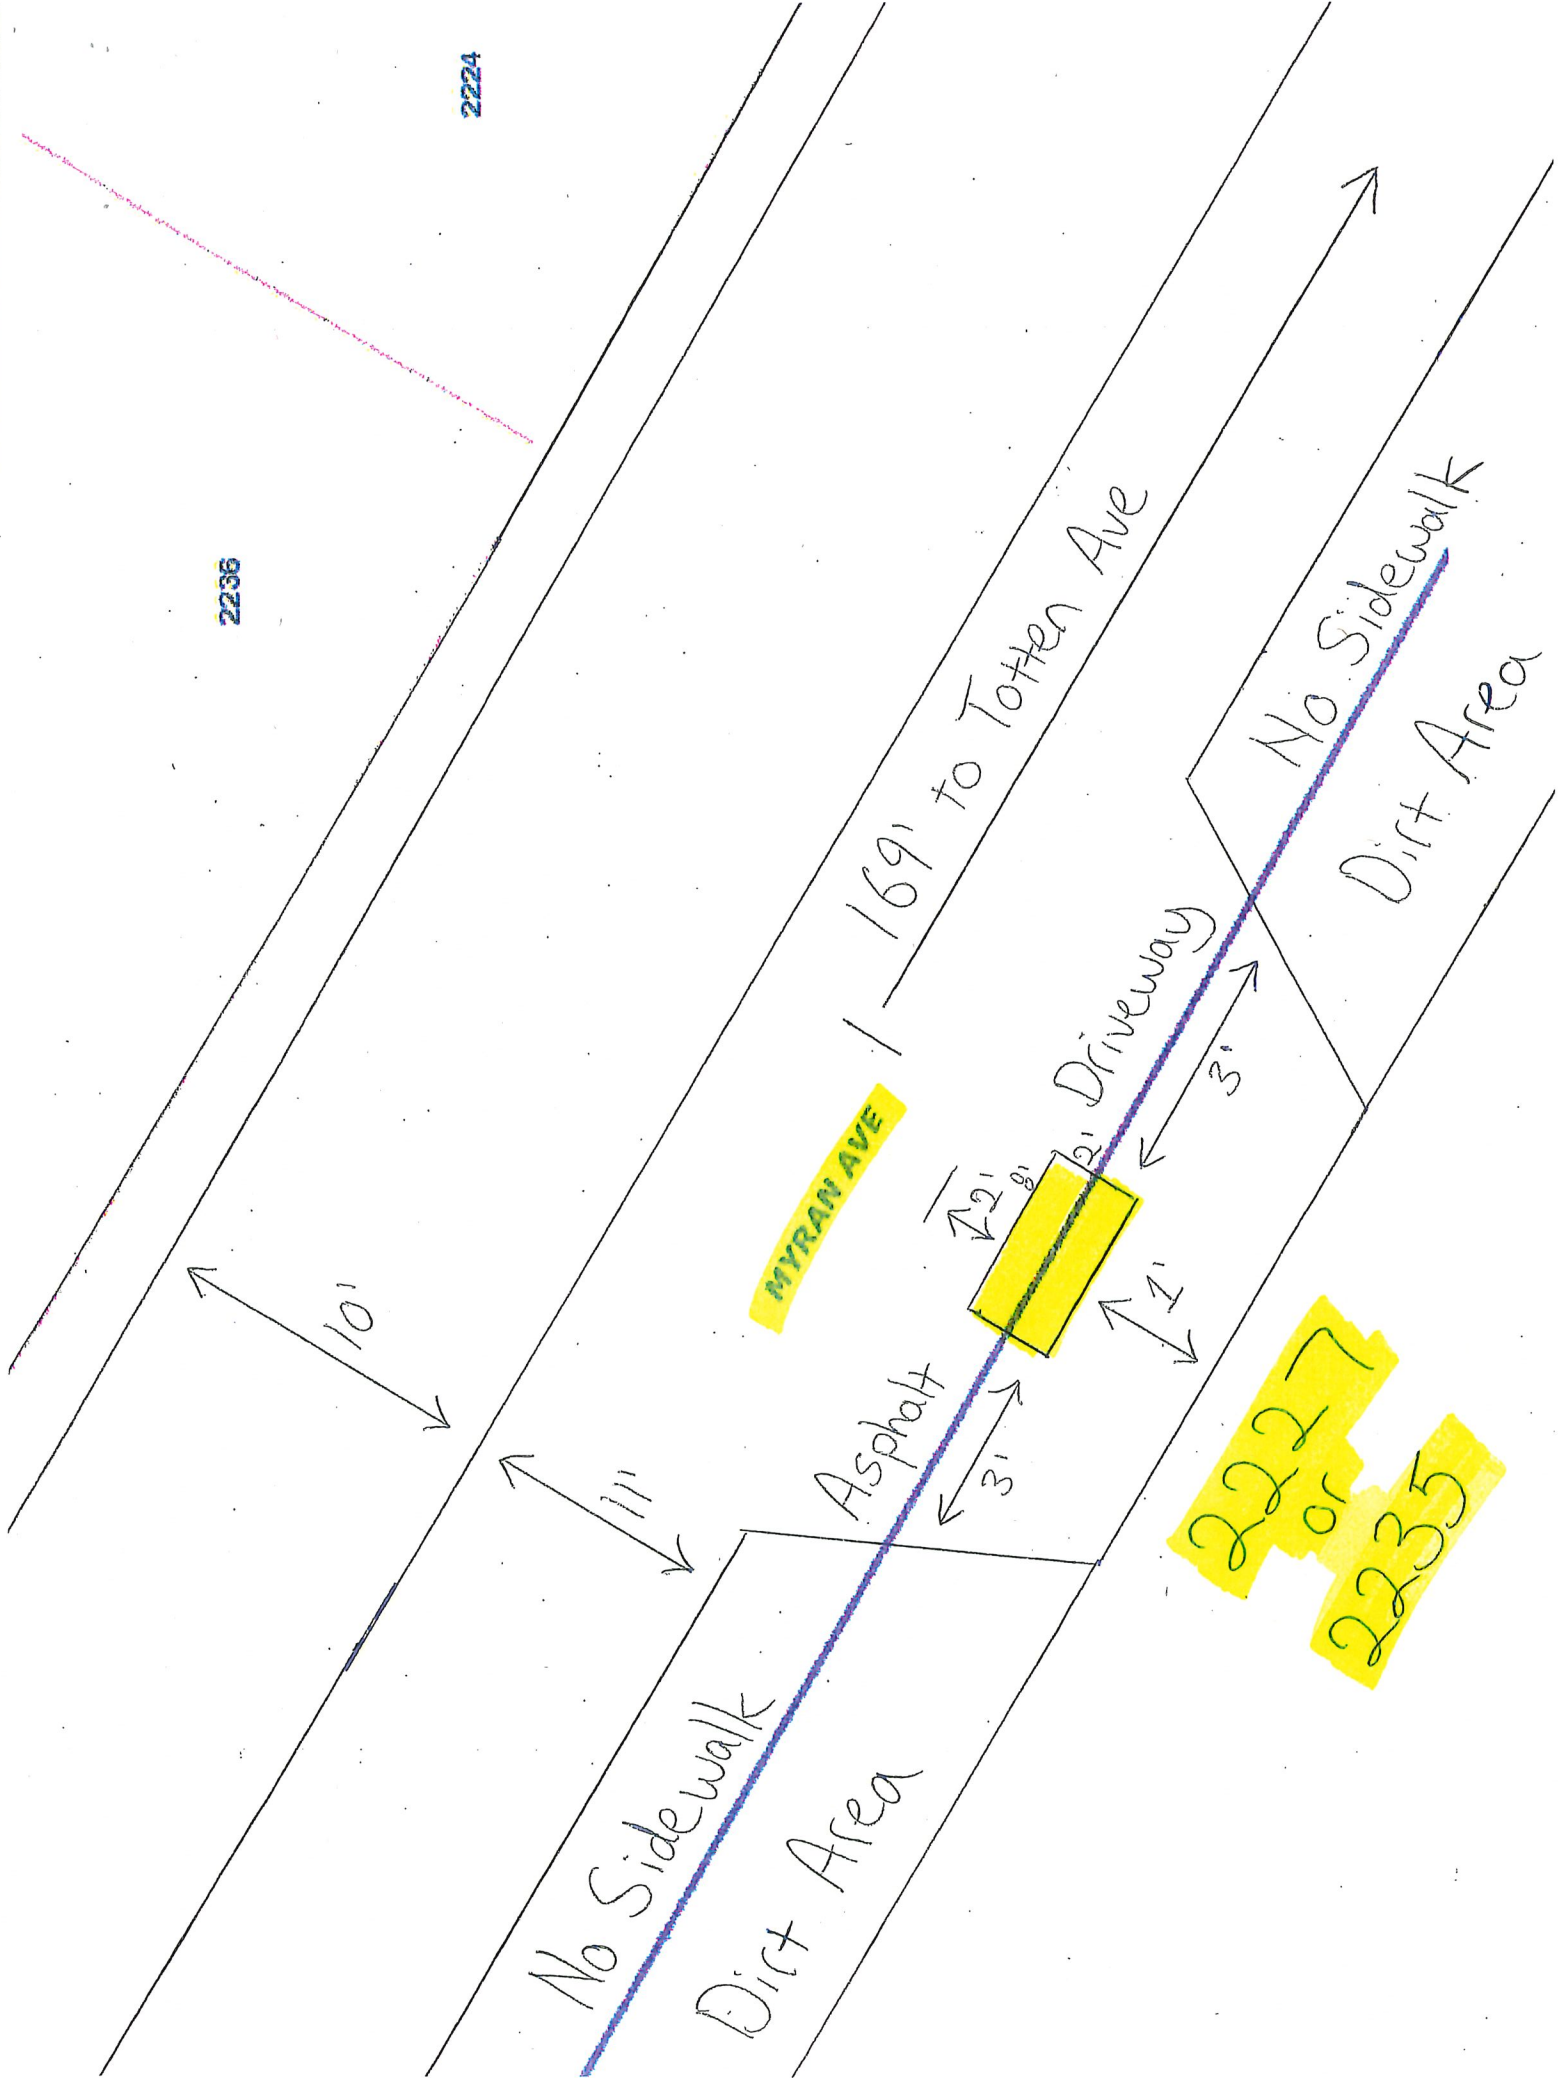 2224
2236
169' to Totten Ave
MYRAN AVE
10'
11'
No Sidewalk
Dirt Area
Driveway
3'
2'
8'
2'
1'
Asphalt
3'
No Sidewalk
Dirt Area
2227
or
2235